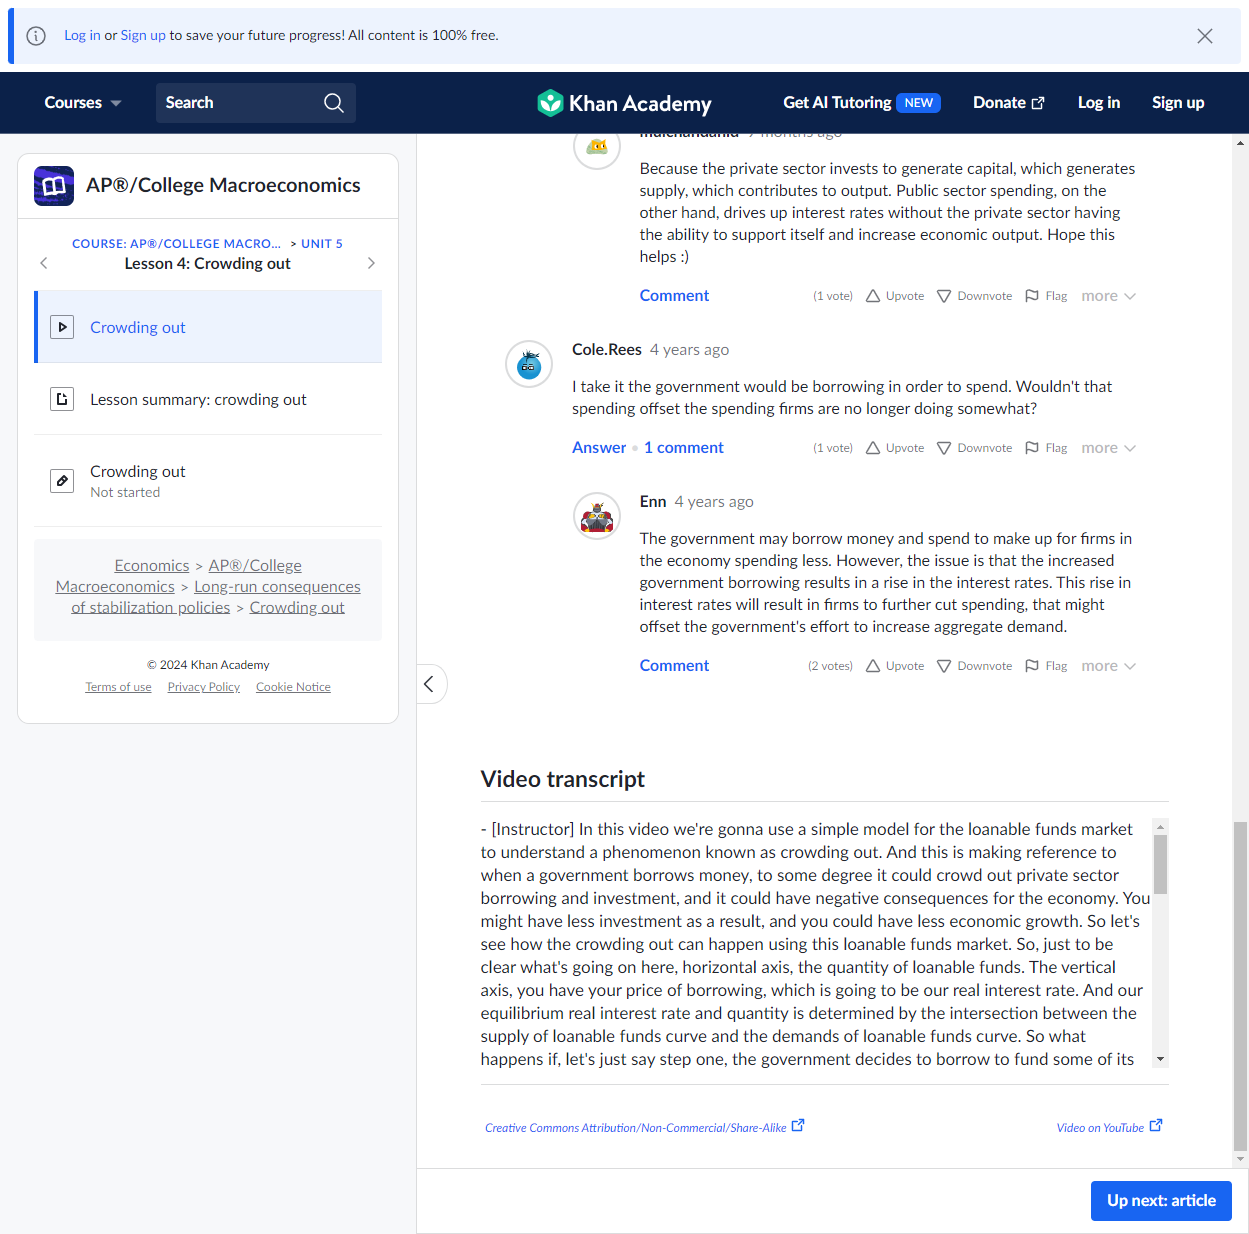 Log in or Sign up to save your future progress! All content is 100% free.
Courses
Search
Khan Academy
Get AI Tutoring NEW
Donate
Log in
Sign up
AP®/College Macroeconomics
COURSE: AP®/COLLEGE MACRO... > UNIT 5
Lesson 4: Crowding out
Crowding out
Lesson summary: crowding out
Crowding out
Not started
Economics > AP®/College
Macroeconomics > Long-run consequences
of stabilization policies > Crowding out
© 2024 Khan Academy
Terms of use Privacy Policy Cookie Notice
months ago
Because the private sector invests to generate capital, which generates
supply, which contributes to output. Public sector spending, on the
other hand, drives up interest rates without the private sector having
the ability to support itself and increase economic output. Hope this
helps :)
Comment (1 vote) Upvote Downvote Flag more
Cole.Rees 4 years ago
I take it the government would be borrowing in order to spend. Wouldn't that
spending offset the spending firms are no longer doing somewhat?
Answer • 1 comment (1 vote) Upvote Downvote Flag more
Enn 4 years ago
The government may borrow money and spend to make up for firms in
the economy spending less. However, the issue is that the increased
government borrowing results in a rise in the interest rates. This rise in
interest rates will result in firms to further cut spending, that might
offset the government's effort to increase aggregate demand.
Comment (2 votes) Upvote Downvote Flag more
Video transcript
- [Instructor] In this video we're gonna use a simple model for the loanable funds market
to understand a phenomenon known as crowding out. And this is making reference to
when a government borrows money, to some degree it could crowd out private sector
borrowing and investment, and it could have negative consequences for the economy. You
might have less investment as a result, and you could have less economic growth. So let's
see how the crowding out can happen using this loanable funds market. So, just to be
clear what's going on here, horizontal axis, the quantity of loanable funds. The vertical
axis, you have your price of borrowing, which is going to be our real interest rate. And our
equilibrium real interest rate and quantity is determined by the intersection between the
supply of loanable funds curve and the demands of loanable funds curve. So what
happens if, let's just say step one, the government decides to borrow to fund some of its
Creative Commons Attribution/Non-Commercial/Share-Alike
Video on YouTube
Up next: article